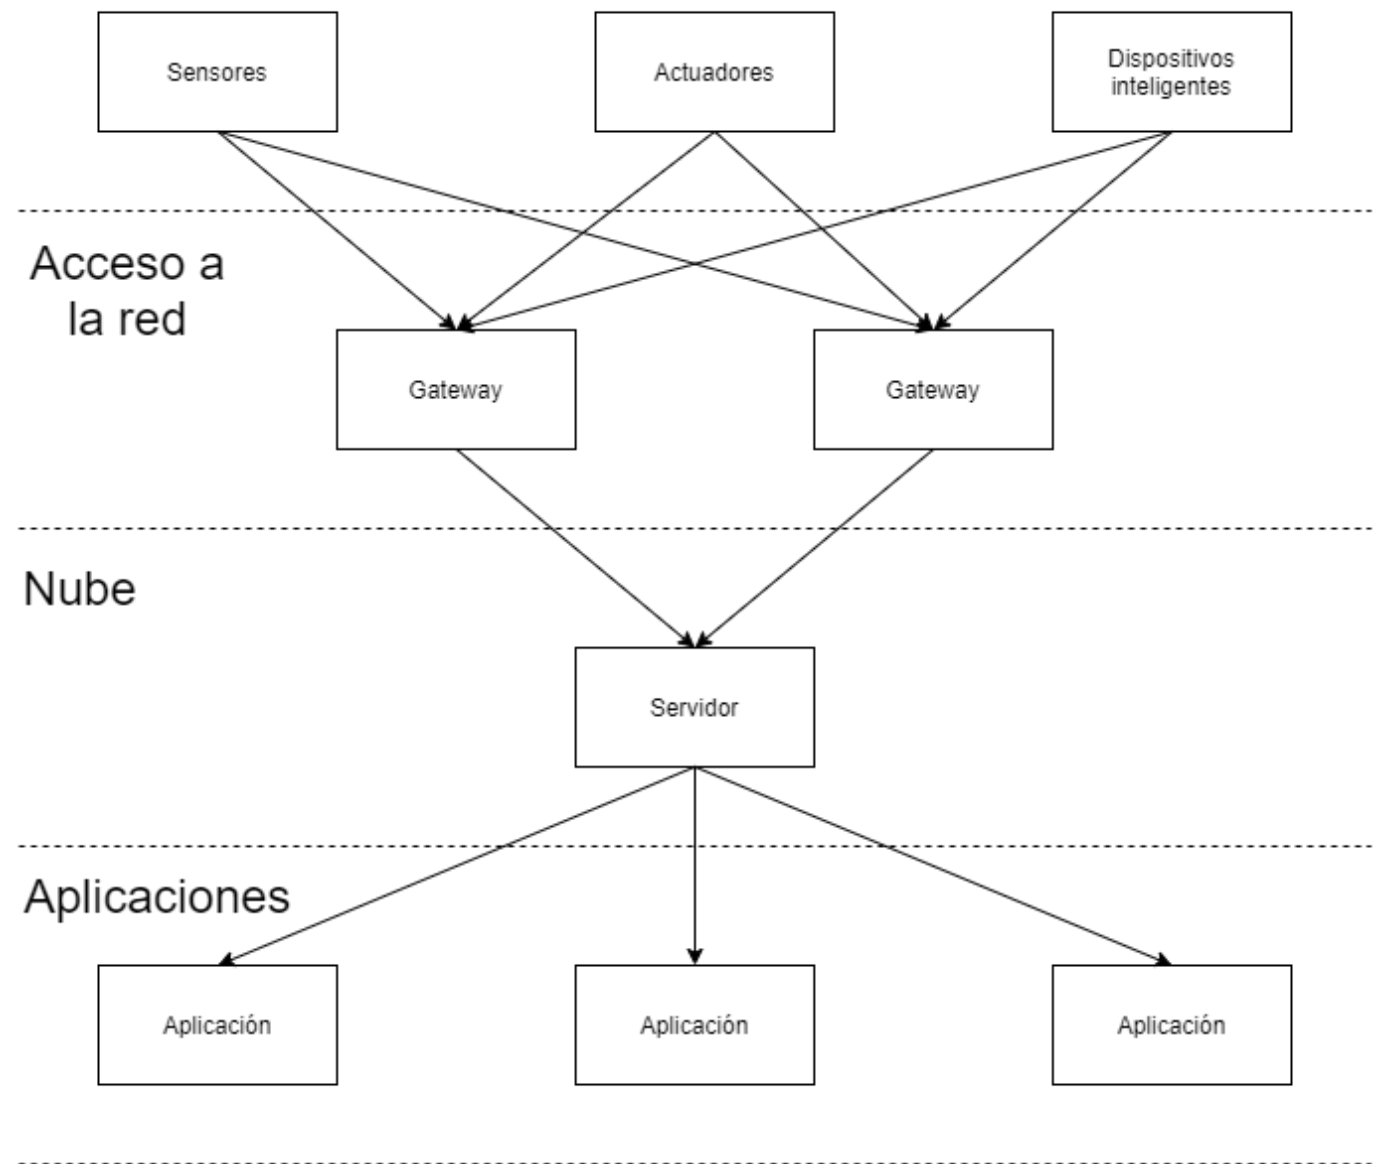 Sensores
Actuadores
Dispositivos
inteligentes
Acceso a
la red
Gateway
Gateway
Nube
Servidor
Aplicaciones
Aplicación
Aplicación
Aplicación